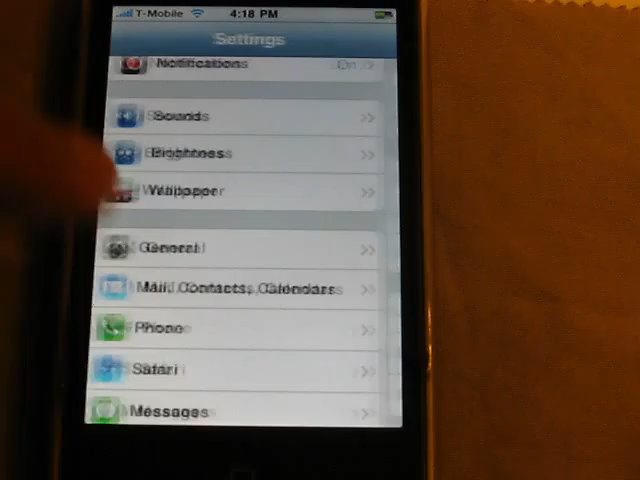 T-Mobile 4:18 PM
Settings
Notifications On
Sounds
Brightness
Wallpaper
General
Mail, Contacts, Calendars
Phone
Safari
Messages